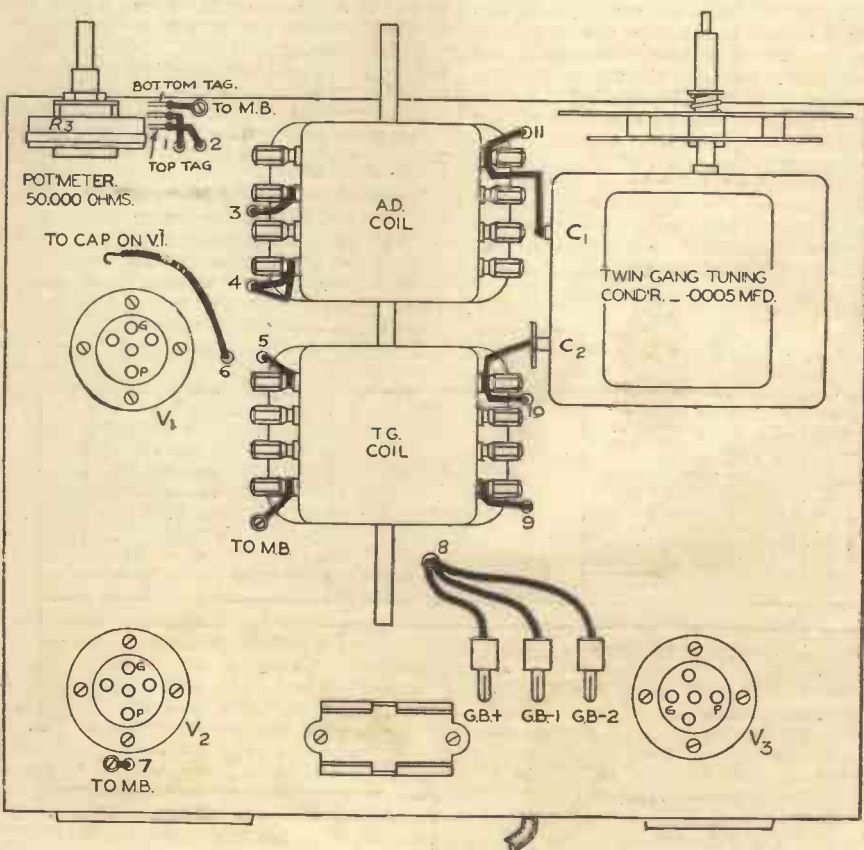 BOTTOM TAG.
TO M.B.
R3
1
2
TOP TAG
POT'METER.
50.000 OHMS.
A.D.
COIL
11
3
4
C1
TWIN GANG TUNING
COND'R. _ .0005 MFD.
TO CAP ON V.1.
G
P
V1
6
5
C2
10
T G.
COIL
9
TO M.B.
8
G.B.+
G.B-1
G.B-2
G
P
V2
7
TO M.B.
G
P
V3